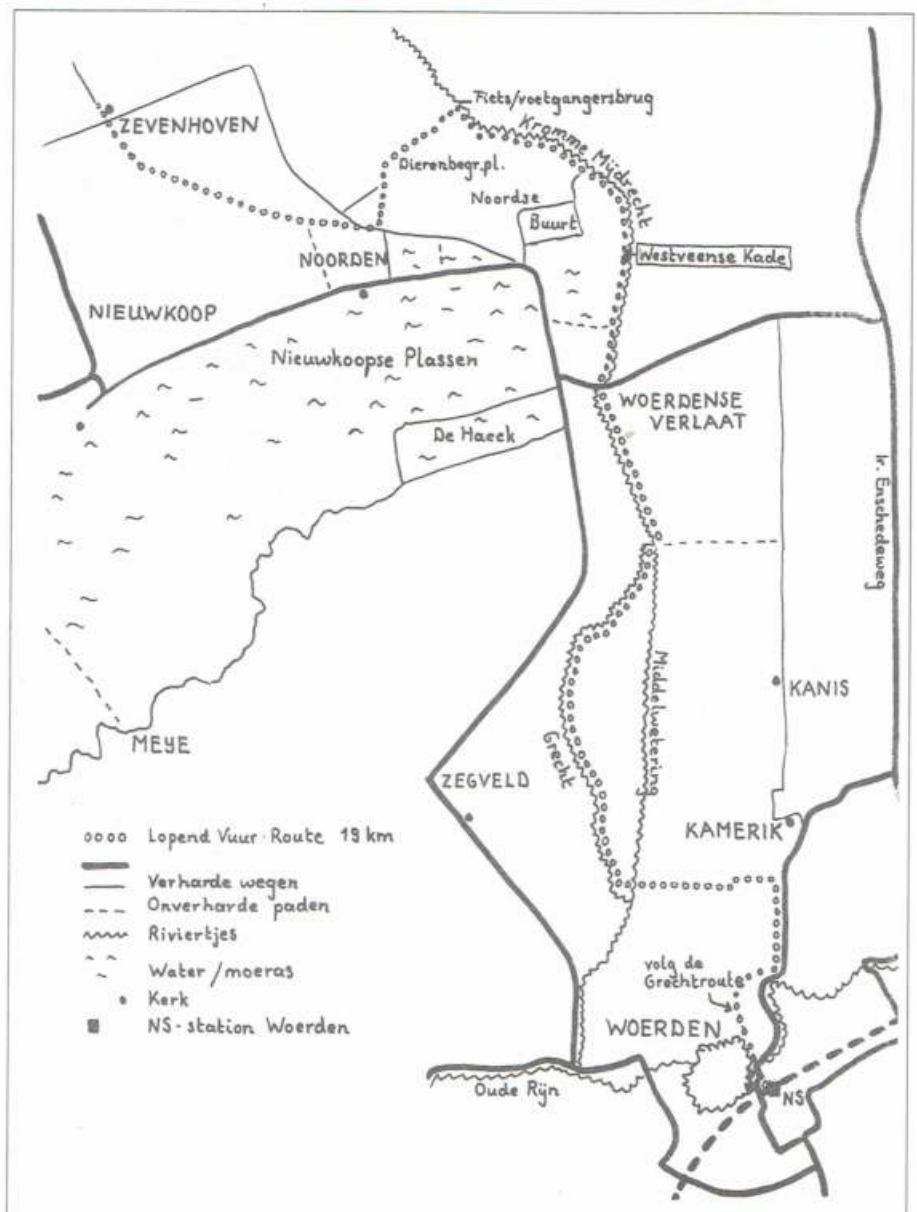 Fiets/voetgangersbrug
ZEVENHOVEN
Kromme Mijdrecht
Dierenbegr.pl.
Noordse
Buurt
NOORDEN
Westveense Kade
NIEUWKOOP
Nieuwkoopse Plassen
WOERDENSE
VERLAAT
De Haeck
Ir. Enschedeweg
Middelwetering
KANIS
MEYE
Grecht
ZEGVELD
KAMERIK
Lopend Vuur-Route 19 km
Verharde wegen
Onverharde paden
Riviertjes
Water/moeras
Kerk
NS-station Woerden
volg de
Grechtroute
WOERDEN
Oude Rijn
NS